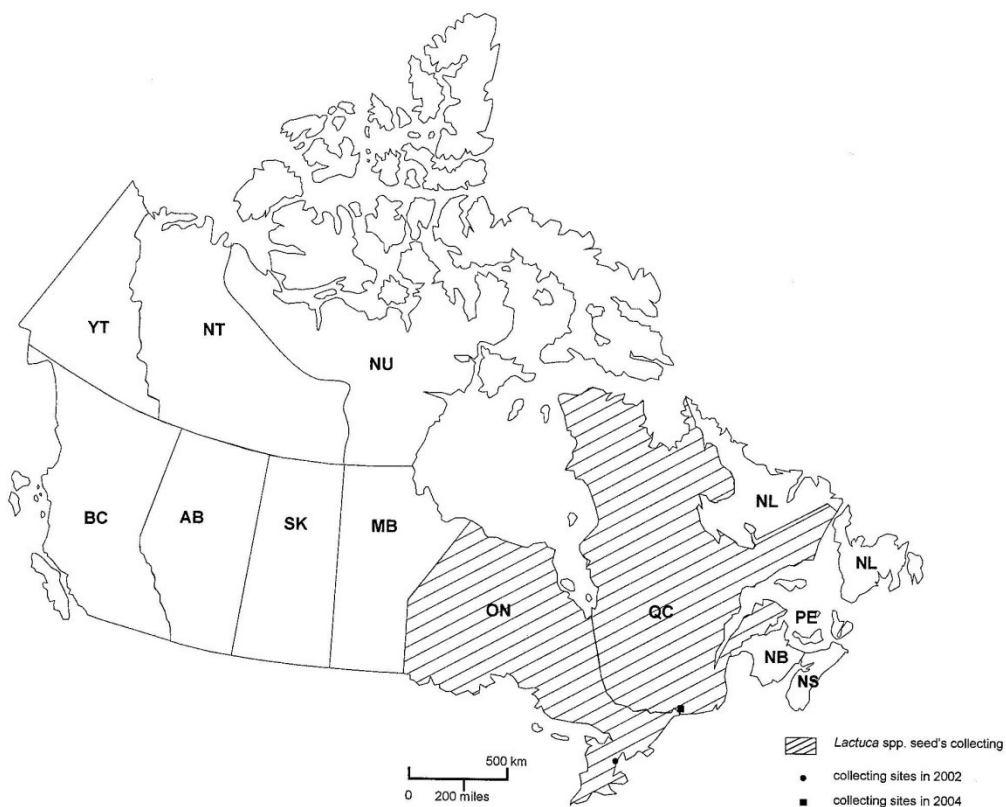 YT
NT
NU
BC
AB
SK
MB
ON
QC
NL
NL
PE
NB
NS
500 km
0 200 miles
Lactuca spp. seed's collecting
collecting sites in 2002
collecting sites in 2004